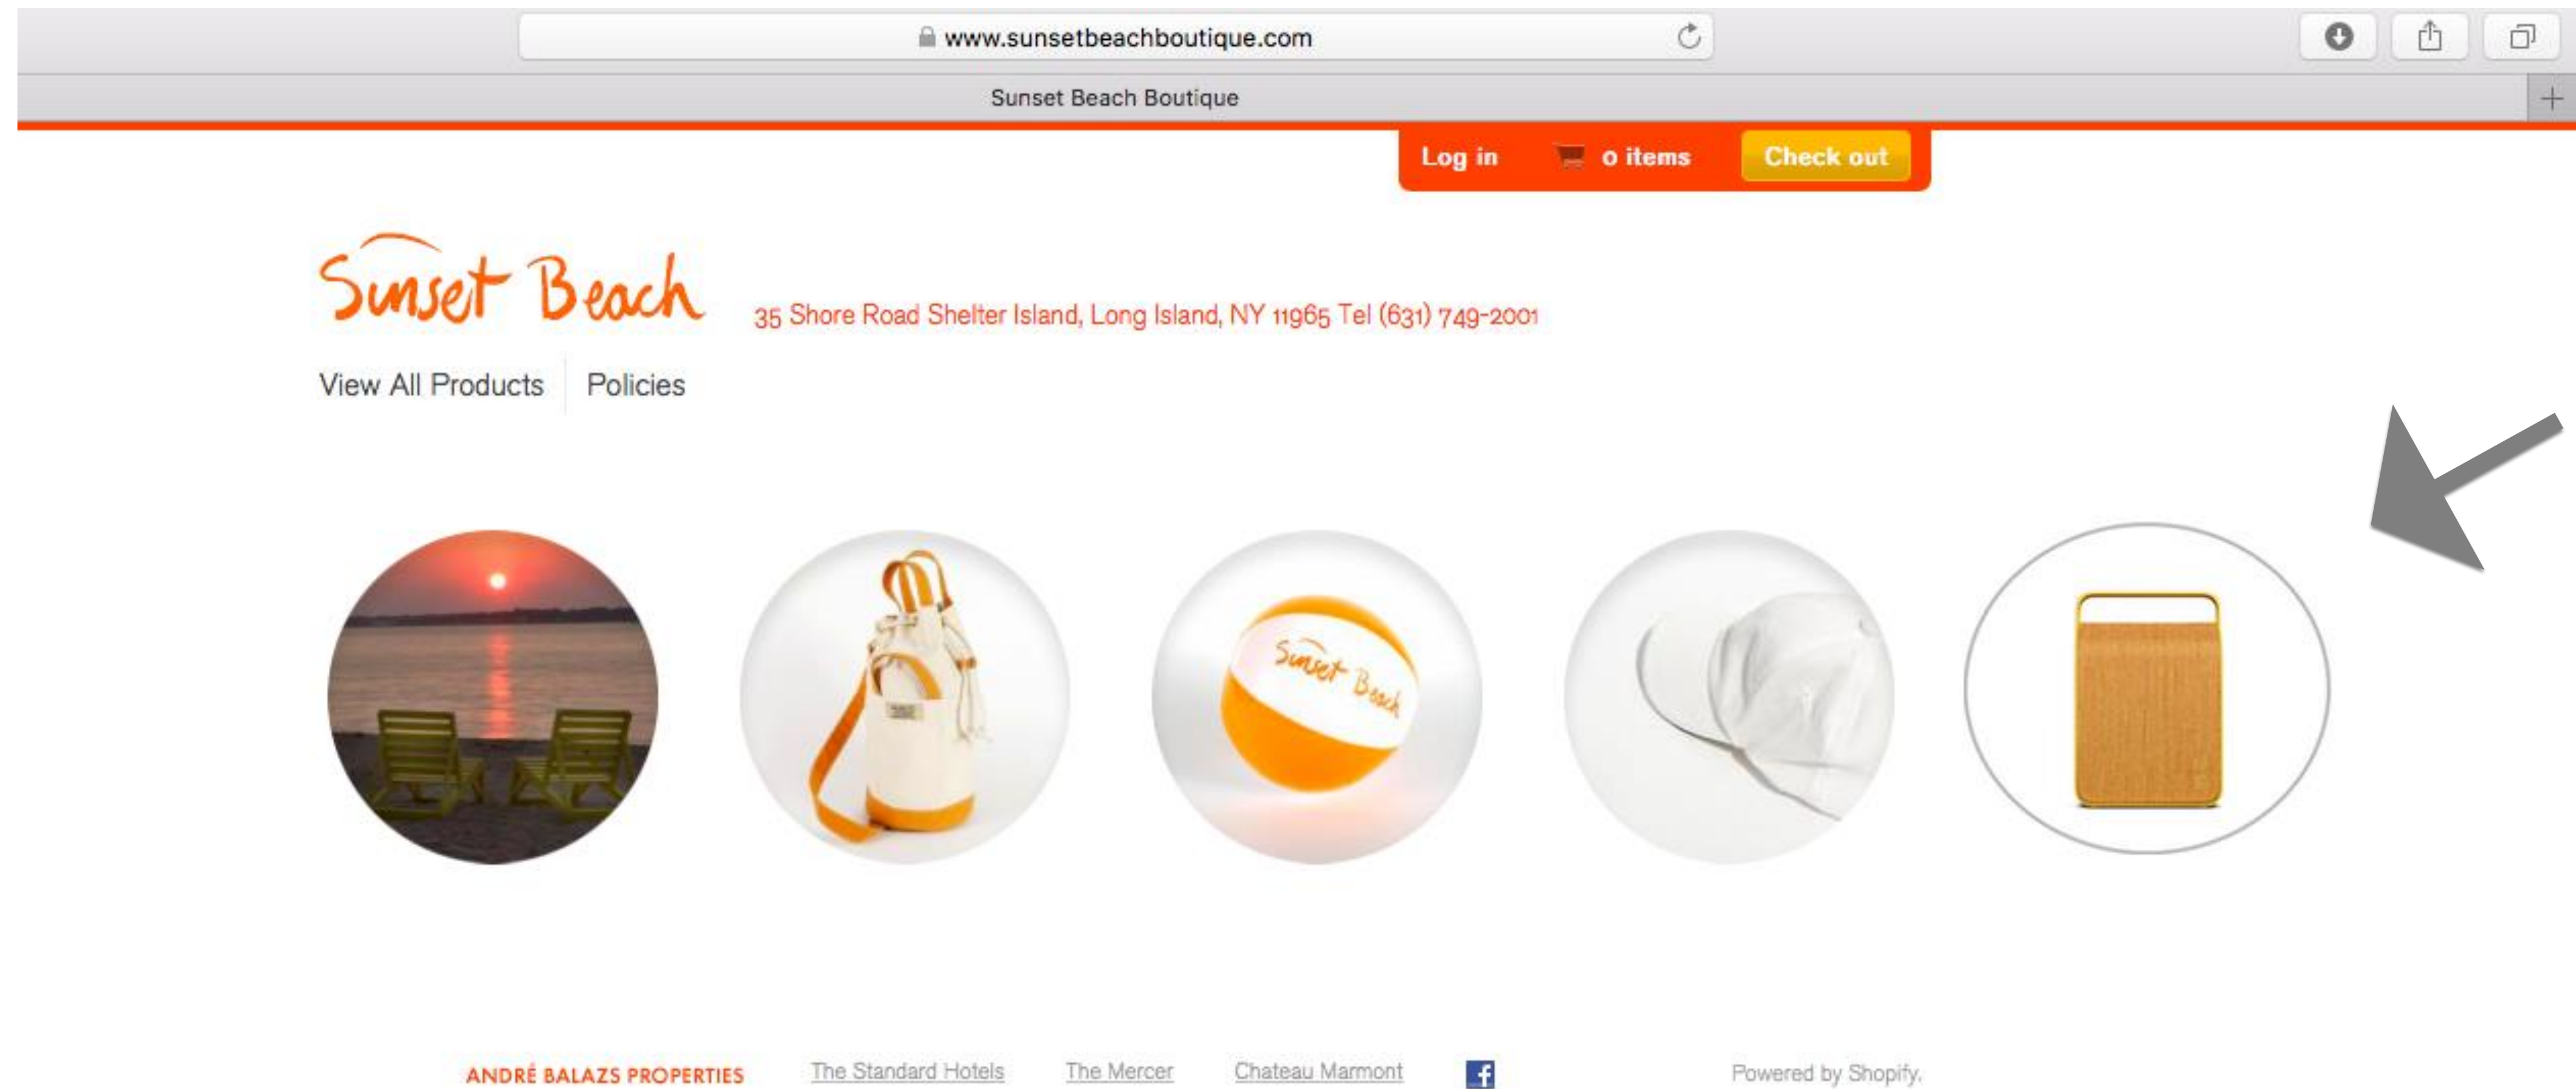 www.sunsetbeachboutique.com
Sunset Beach Boutique
Log in 0 items Check out
Sunset Beach
35 Shore Road Shelter Island, Long Island, NY 11965 Tel (631) 749-2001
View All Products Policies
Sunset Beach
ANDRÉ BALAZS PROPERTIES The Standard Hotels The Mercer Chateau Marmont f Powered by Shopify.